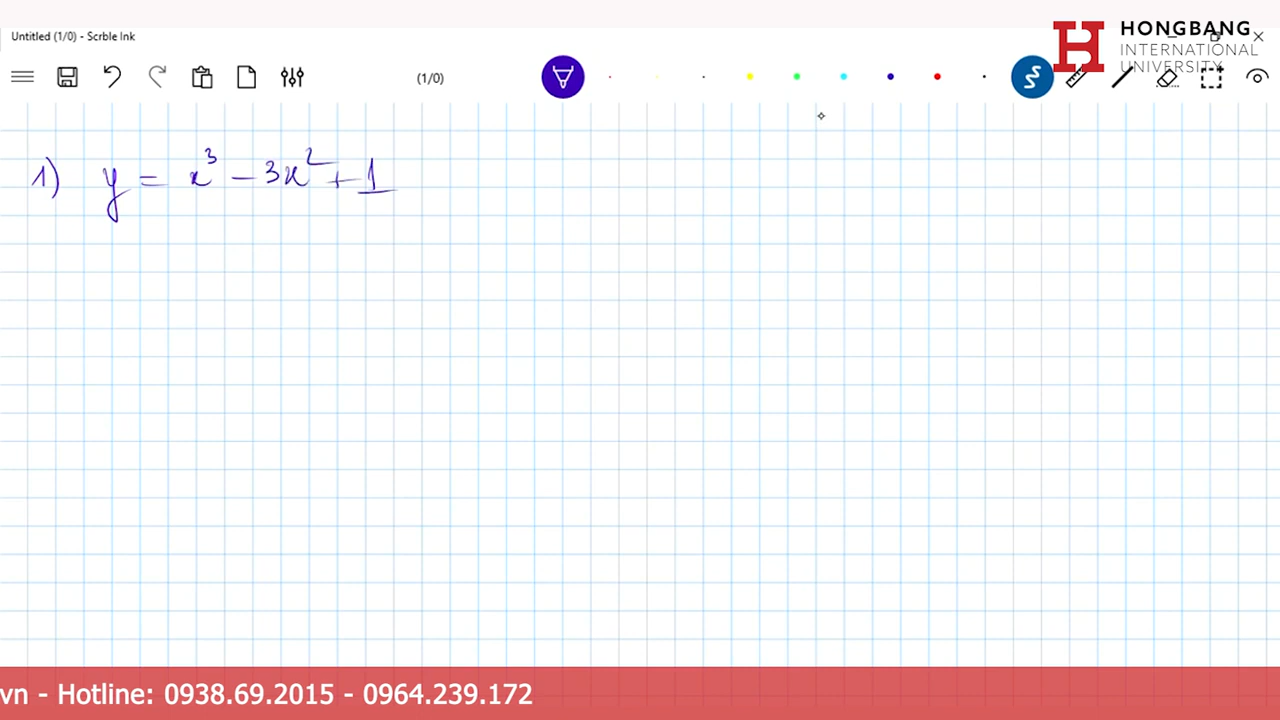 Untitled (1/0) - Scrble Ink
HONGBANG
INTERNATIONAL
UNIVERSITY
(1/0)
1) y = x³ - 3x² + 1
vn - Hotline: 0938.69.2015 - 0964.239.172